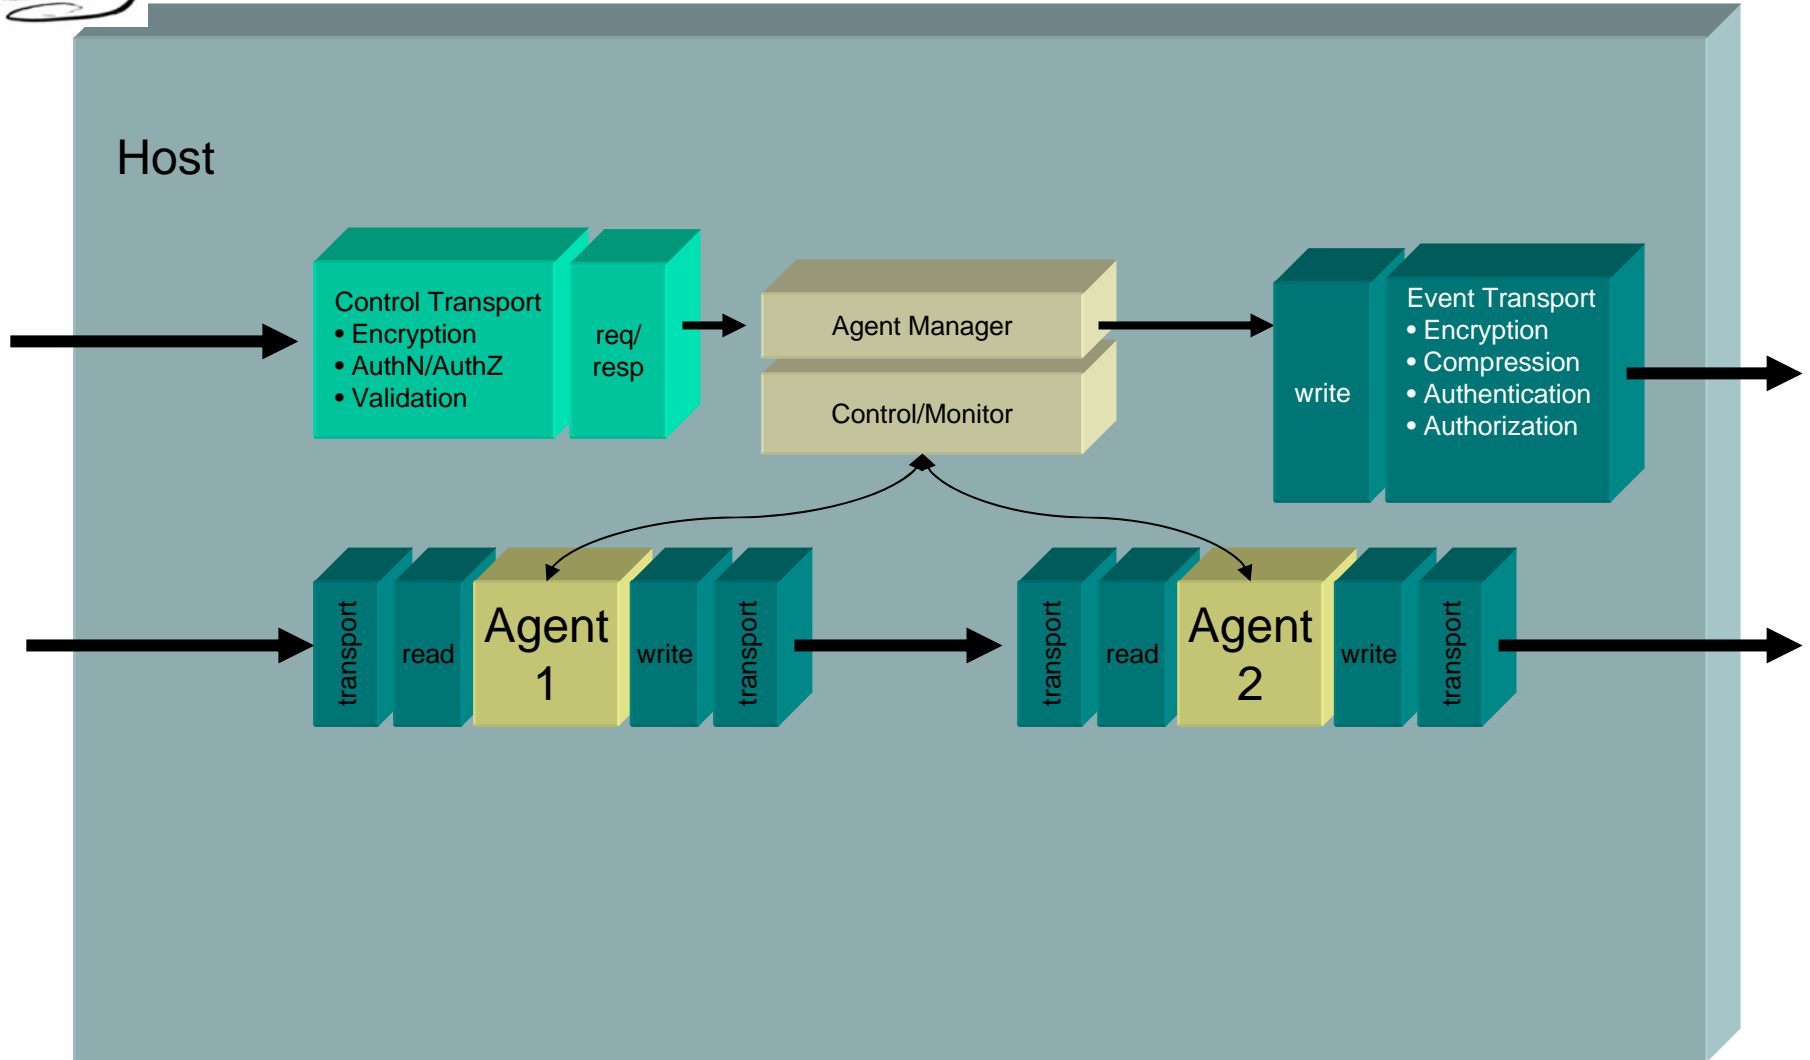 Host
Control Transport
• Encryption
• AuthN/AuthZ
• Validation
req/
resp
Agent Manager
Control/Monitor
write
Event Transport
• Encryption
• Compression
• Authentication
• Authorization
transport
read
Agent
1
write
transport
transport
read
Agent
2
write
transport